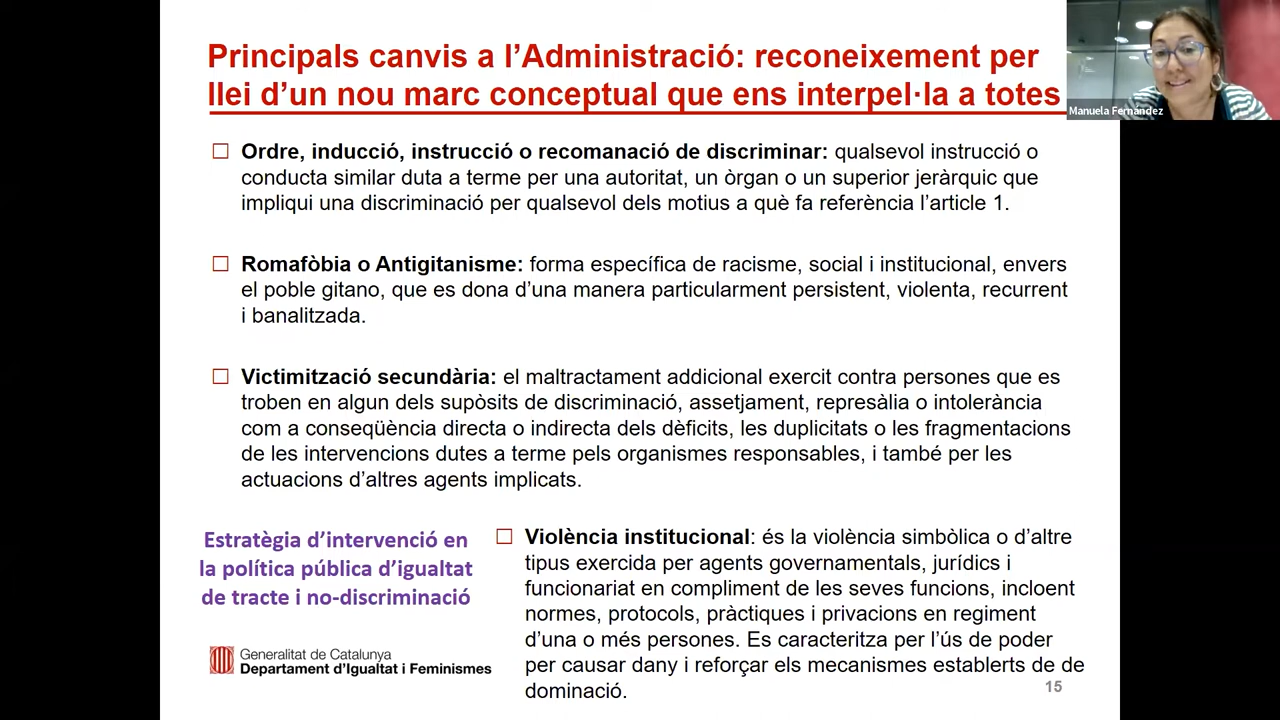 Principals canvis a l’Administració: reconeixement per
llei d’un nou marc conceptual que ens interpel·la a totes
Manuela Fernández
Ordre, inducció, instrucció o recomanació de discriminar: qualsevol instrucció o
conducta similar duta a terme per una autoritat, un òrgan o un superior jeràrquic que
impliqui una discriminació per qualsevol dels motius a què fa referència l’article 1.
Romafòbia o Antigitanisme: forma específica de racisme, social i institucional, envers
el poble gitano, que es dona d’una manera particularment persistent, violenta, recurrent
i banalitzada.
Victimització secundària: el maltractament addicional exercit contra persones que es
troben en algun dels supòsits de discriminació, assetjament, represàlia o intolerància
com a conseqüència directa o indirecta dels dèficits, les duplicitats o les fragmentacions
de les intervencions dutes a terme pels organismes responsables, i també per les
actuacions d’altres agents implicats.
Estratègia d’intervenció en
la política pública d’igualtat
de tracte i no-discriminació
Violència institucional: és la violència simbòlica o d’altre
tipus exercida per agents governamentals, jurídics i
funcionariat en compliment de les seves funcions, incloent
normes, protocols, pràctiques i privacions en regiment
d’una o més persones. Es caracteritza per l’ús de poder
per causar dany i reforçar els mecanismes establerts de de
dominació.
Generalitat de Catalunya
Departament d’Igualtat i Feminismes
15